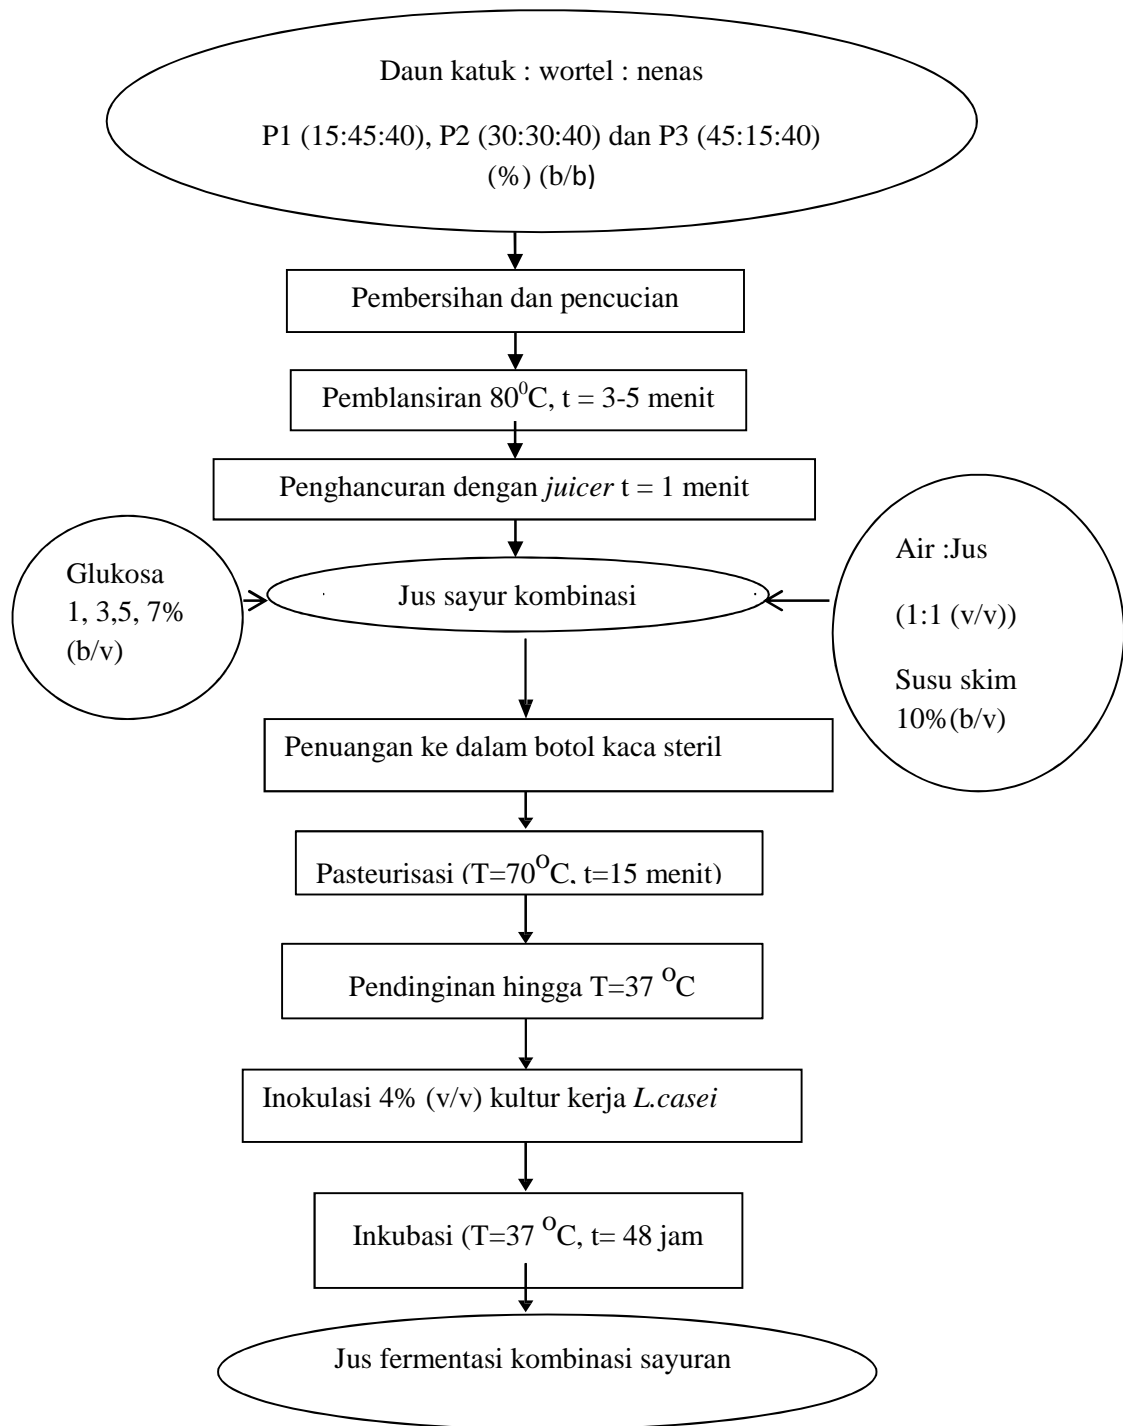 Daun katuk : wortel : nenas
P1 (15:45:40), P2 (30:30:40) dan P3 (45:15:40)
(%) (b/b)
Pembersihan dan pencucian
Pemblansiran 80⁰C, t = 3-5 menit
Penghancuran dengan juicer t = 1 menit
Glukosa
1, 3,5, 7%
(b/v)
Jus sayur kombinasi
Air :Jus
(1:1 (v/v))
Susu skim
10%(b/v)
Penuangan ke dalam botol kaca steril
Pasteurisasi (T=70ᴼC, t=15 menit)
Pendinginan hingga T=37 ᴼC
Inokulasi 4% (v/v) kultur kerja L.casei
Inkubasi (T=37 ᴼC, t= 48 jam
Jus fermentasi kombinasi sayuran